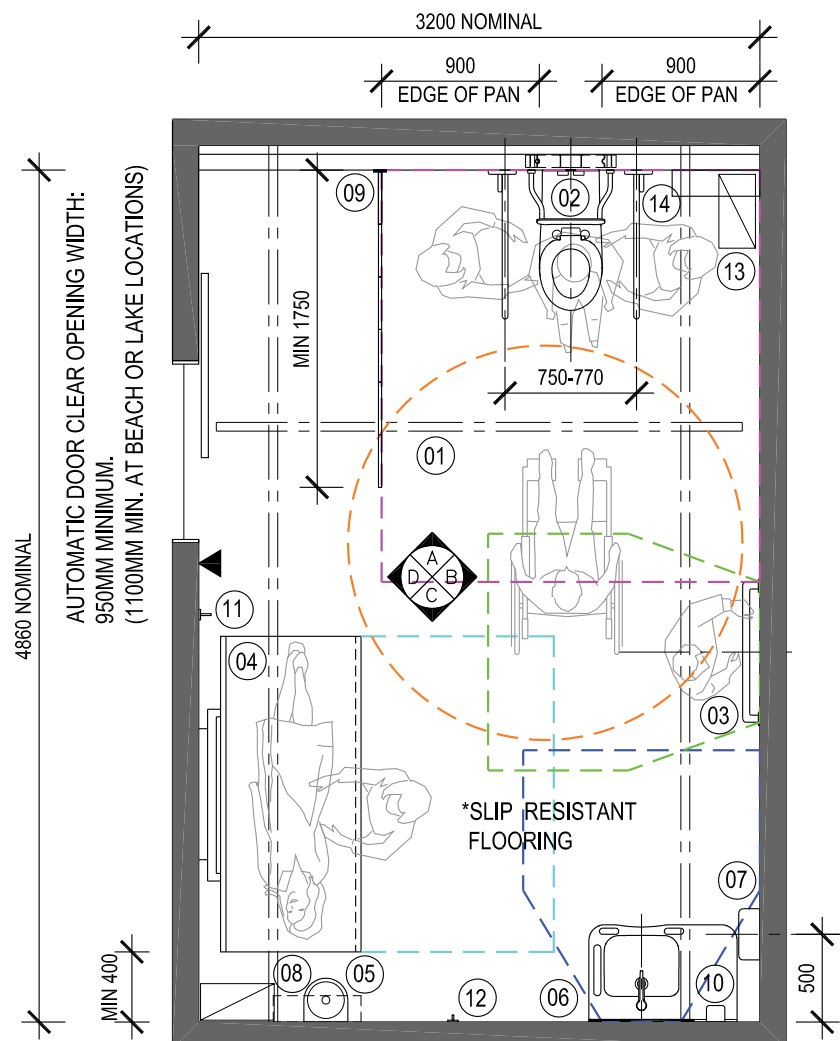 3200 NOMINAL
900
EDGE OF PAN
900
EDGE OF PAN
AUTOMATIC DOOR CLEAR OPENING WIDTH:
950MM MINIMUM.
(1100MM MIN. AT BEACH OR LAKE LOCATIONS)
4860 NOMINAL
09
02
14
13
MIN 1750
750-770
01
A
D
B
C
11
04
03
*SLIP RESISTANT
FLOORING
07
MIN 400
08
05
12
06
10
500